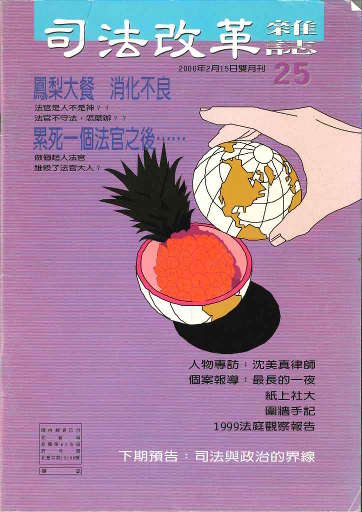 司法改革雜誌
2000年2月15日雙月刊
25
鳳梨大餐 消化不良
法官是人不是神？！
法官不守法，怎麼辦？？
累死一個法官之後……
做個超人法官
誰殺了法官大人？
人物專訪：沈美真律師
個案報導：最長的一夜
紙上社大
園牆手記
1999法庭觀察報告
下期預告：司法與政治的界線